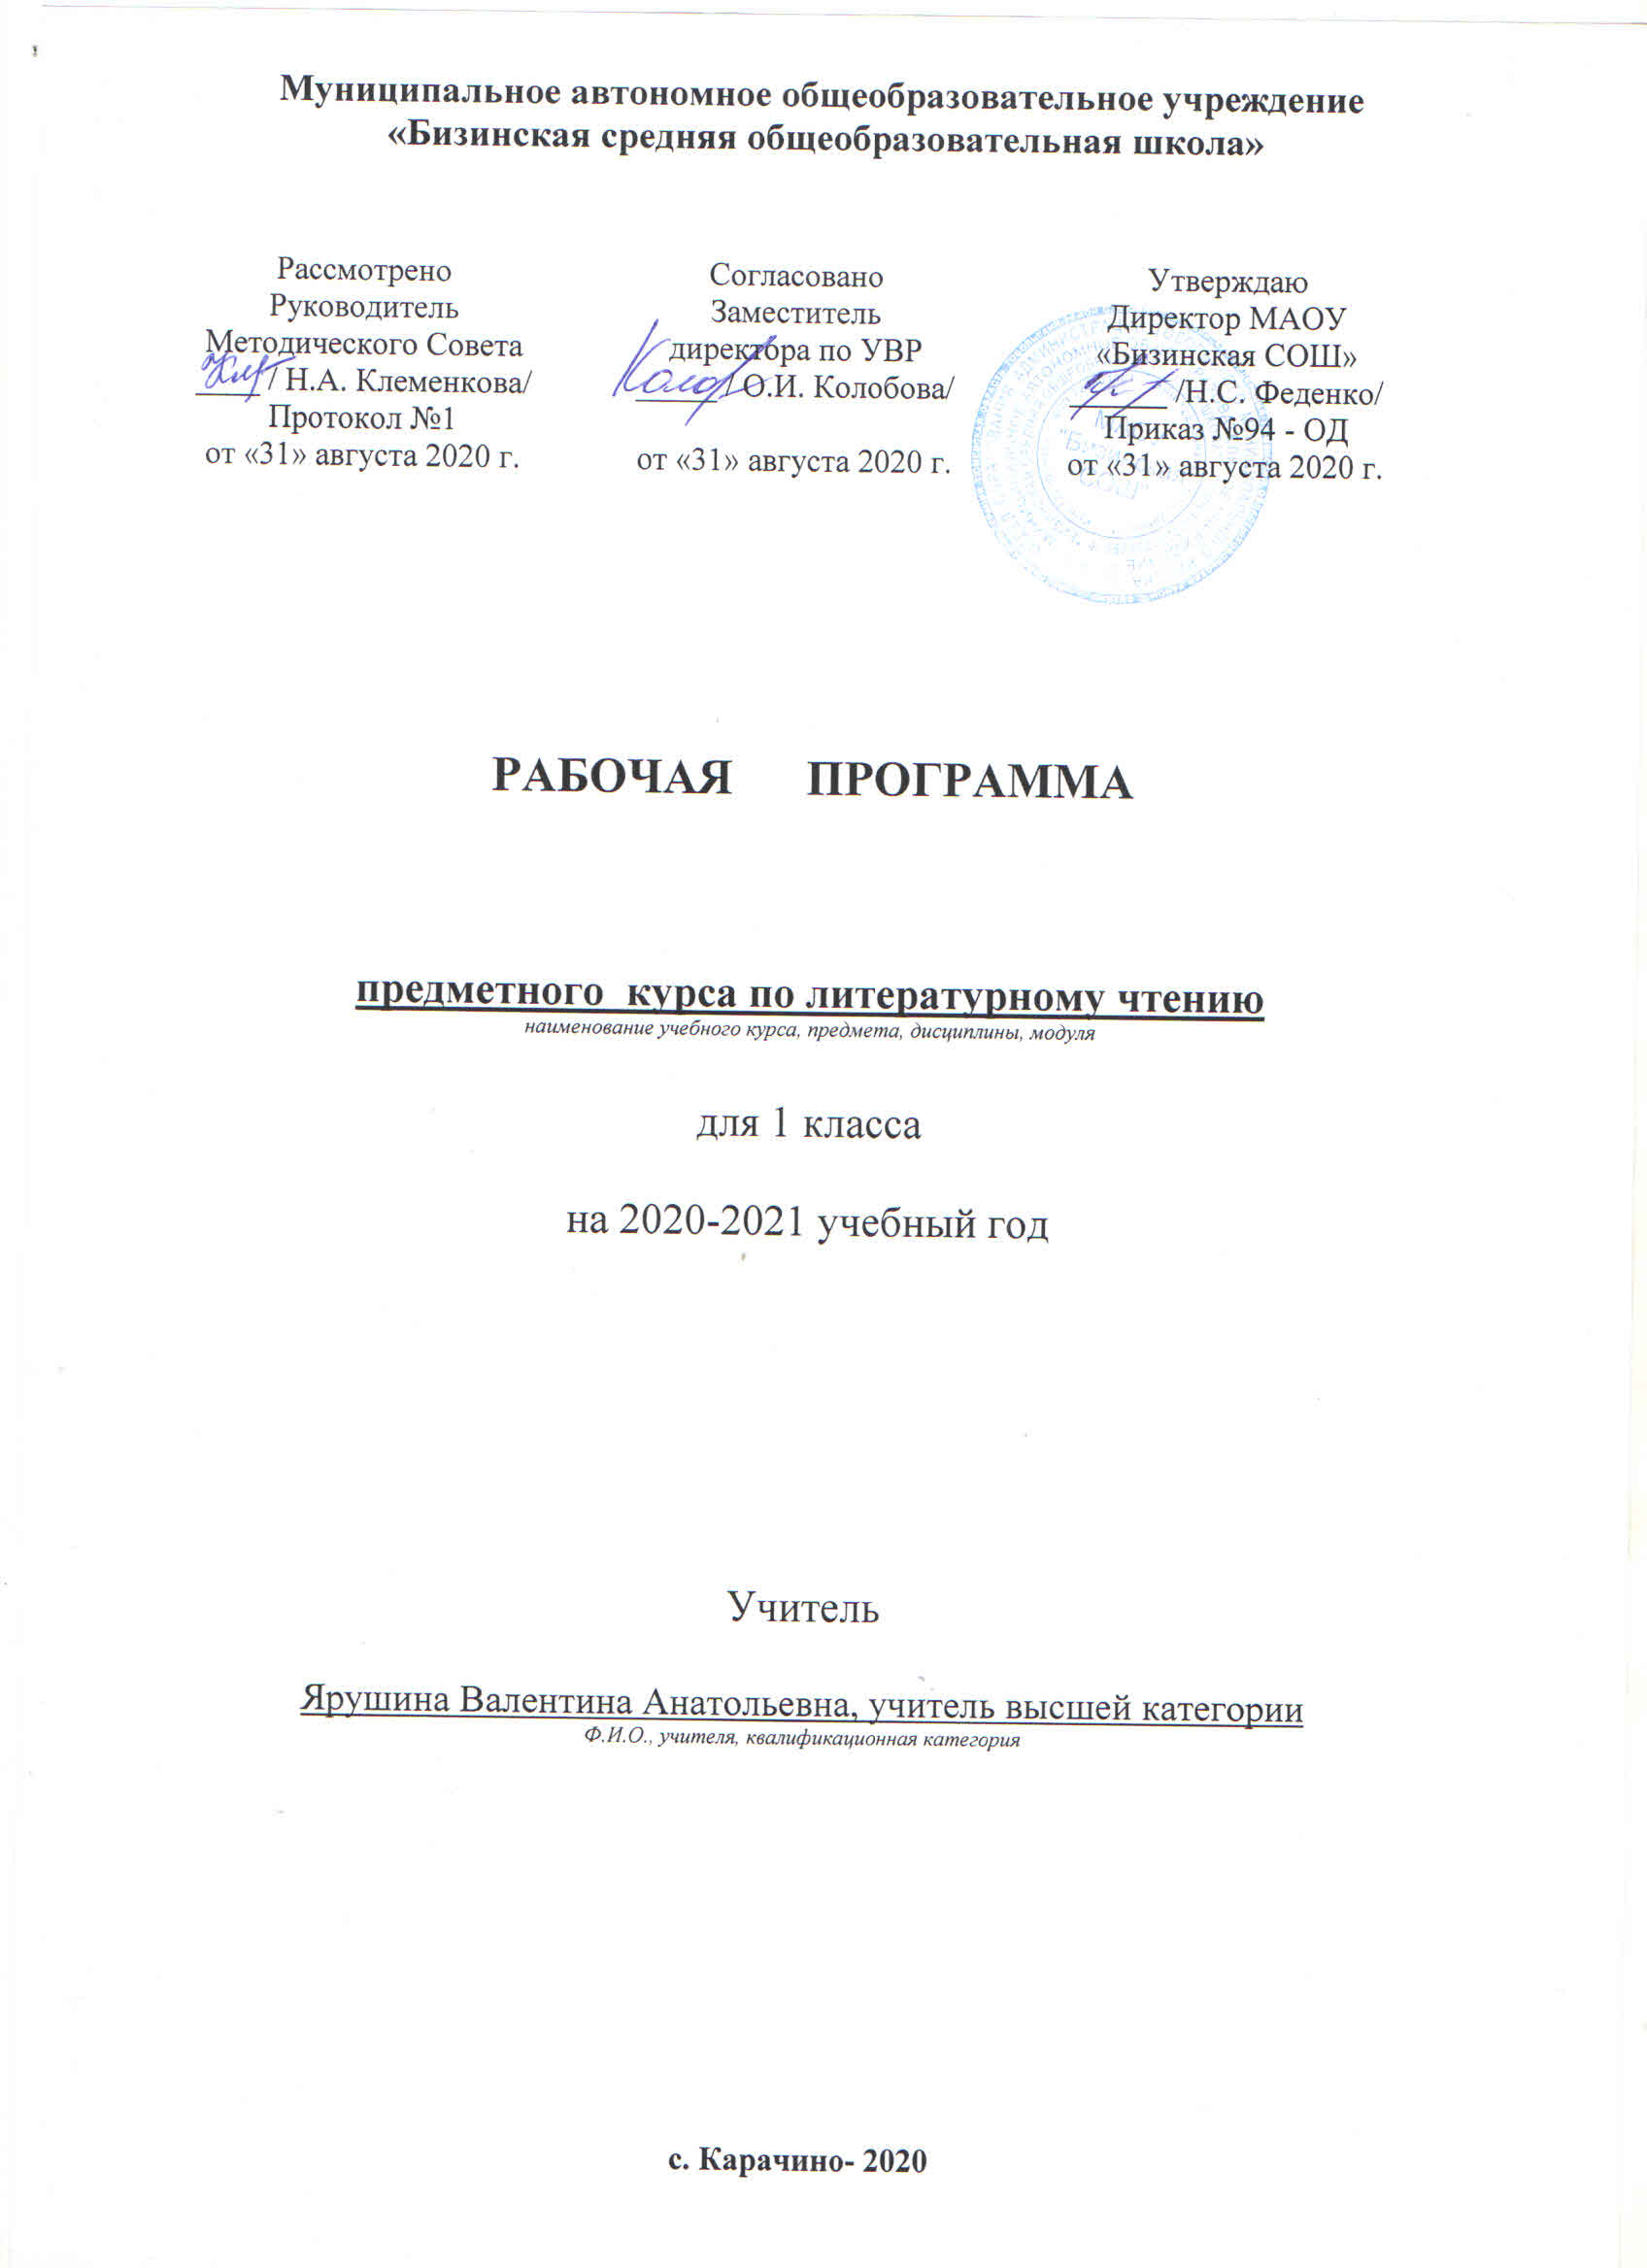 Муниципальное автономное общеобразовательное учреждение
«Бизинская средняя общеобразовательная школа»
Рассмотрено
Руководитель
Методического Совета
/ Н.А. Клеменкова/
Протокол №1
от «31» августа 2020 г.
Согласовано
Заместитель
директора по УВР
/ О.И. Колобова/
от «31» августа 2020 г.
Утверждаю
Директор МАОУ
«Бизинская СОШ»
/Н.С. Феденко/
Приказ №94 - ОД
от «31» августа 2020 г.
РАБОЧАЯ ПРОГРАММА
предметного курса по литературному чтению
наименование учебного курса, предмета, дисциплины, модуля
для 1 класса
на 2020-2021 учебный год
Учитель
Ярушина Валентина Анатольевна, учитель высшей категории
Ф.И.О., учителя, квалификационная категория
с. Карачино- 2020